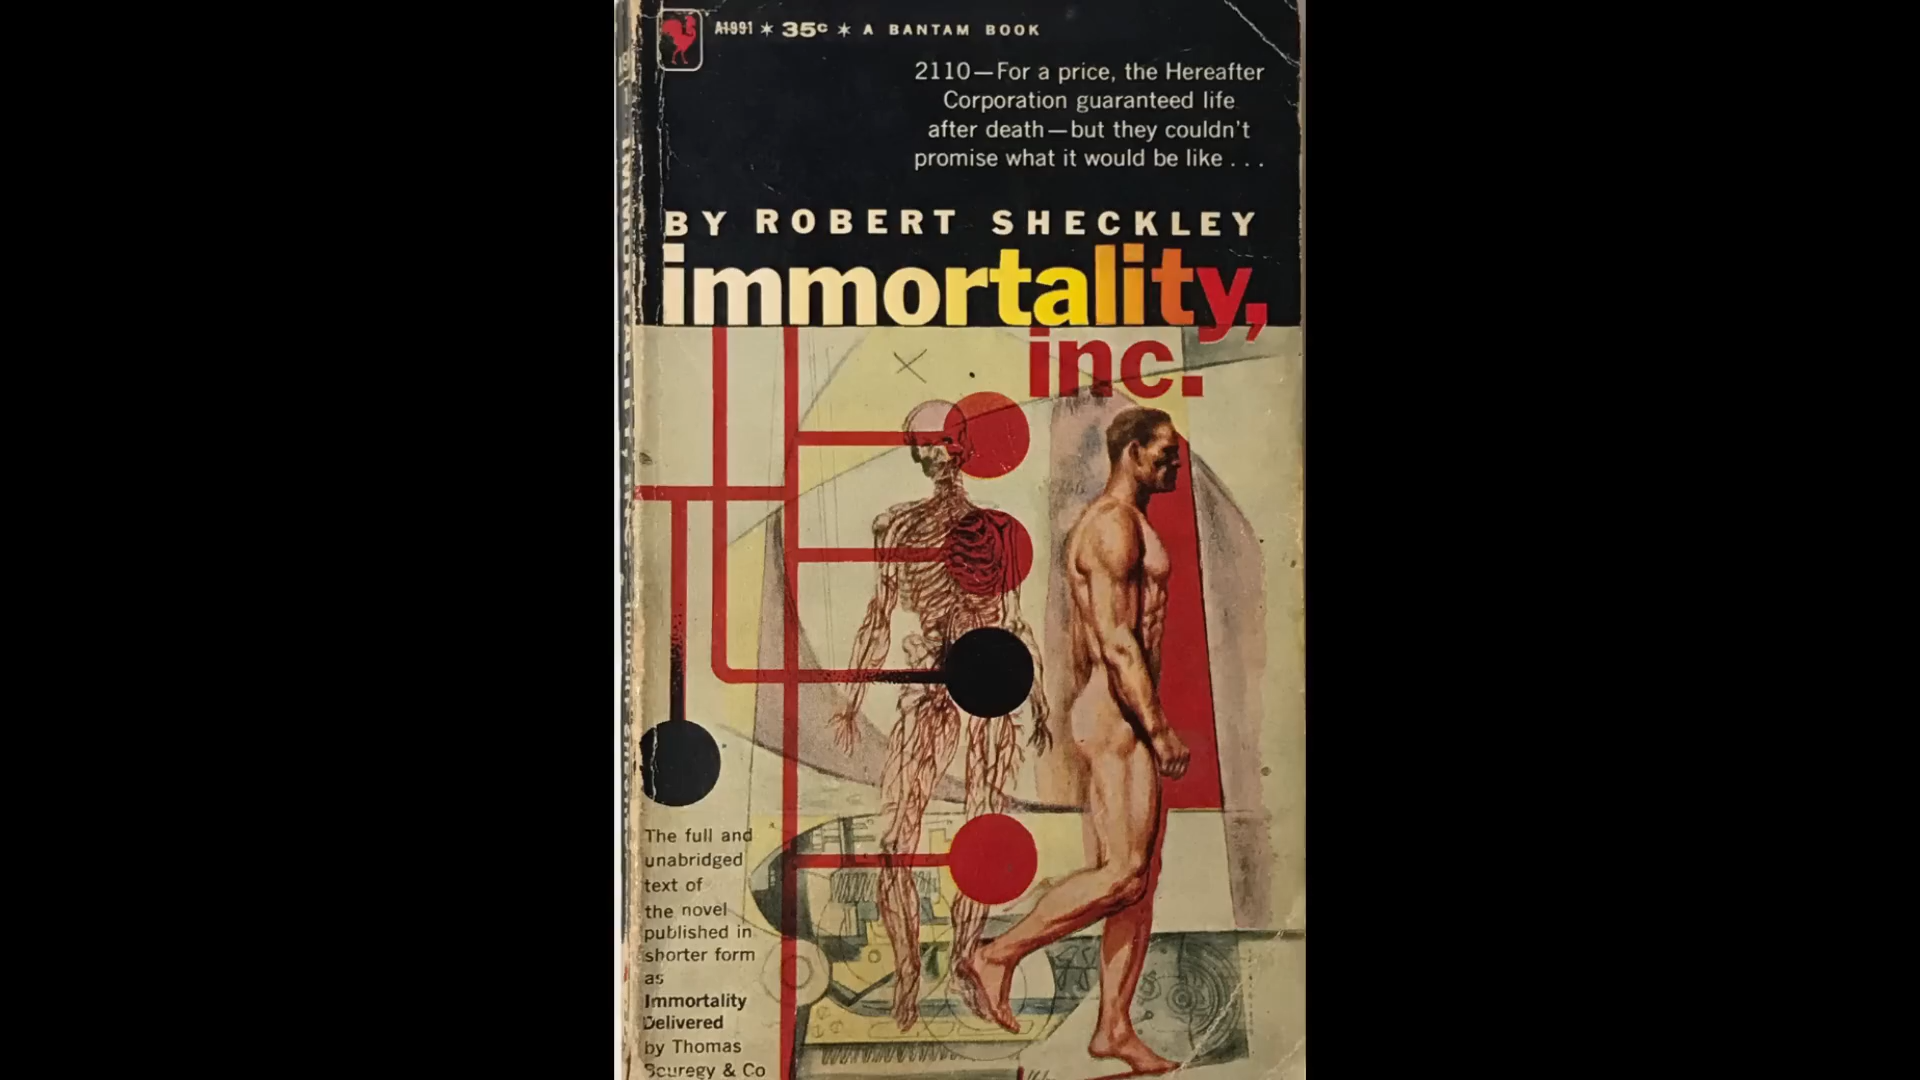 A1991 * 35c * A BANTAM BOOK
2110—For a price, the Hereafter
Corporation guaranteed life
after death—but they couldn't
promise what it would be like . . .
BY ROBERT SHECKLEY
immortality,
inc.
The full and
unabridged
text of
the novel
published in
shorter form
as
Immortality
Delivered
by Thomas
Bouregy & Co